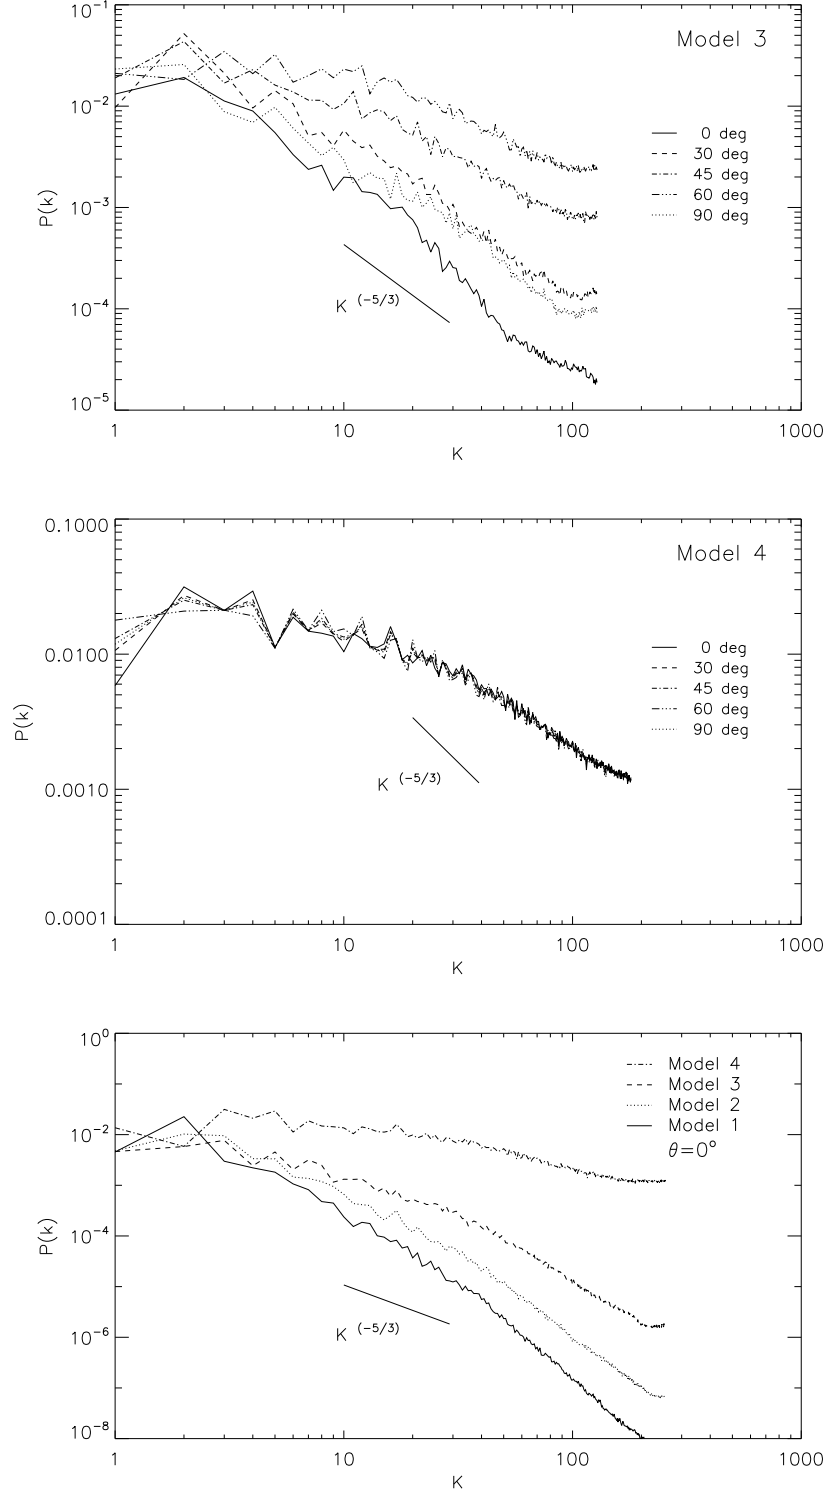 10^-1
Model 3
10^-2
0 deg
30 deg
45 deg
60 deg
90 deg
P(k)
10^-3
K (-5/3)
10^-4
10^-5
1 10 100 1000
K
0.1000
Model 4
0.0100
0 deg
30 deg
45 deg
60 deg
90 deg
P(k)
K (-5/3)
0.0010
0.0001
1 10 100 1000
K
10^0
Model 4
Model 3
Model 2
Model 1
θ=0°
10^-2
10^-4
P(k)
K (-5/3)
10^-6
10^-8
1 10 100 1000
K